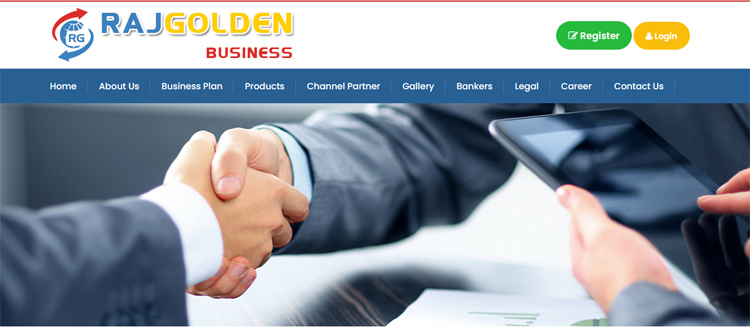 RG
RAJGOLDEN
BUSINESS
Register
Login
Home
About Us
Business Plan
Products
Channel Partner
Gallery
Bankers
Legal
Career
Contact Us